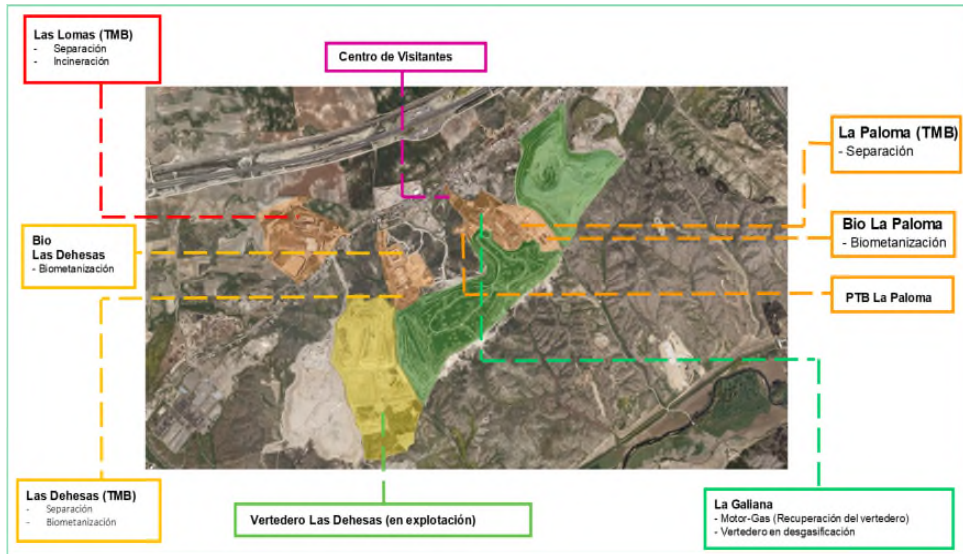 Las Lomas (TMB)
- Separación
- Incineración
Centro de Visitantes
La Paloma (TMB)
- Separación
Bio La Paloma
- Biometanización
PTB La Paloma
Bio
Las Dehesas
- Biometanización
Las Dehesas (TMB)
- Separación
- Biometanización
Vertedero Las Dehesas (en explotación)
La Galiana
- Motor-Gas (Recuperación del vertedero)
- Vertedero en desgasificación